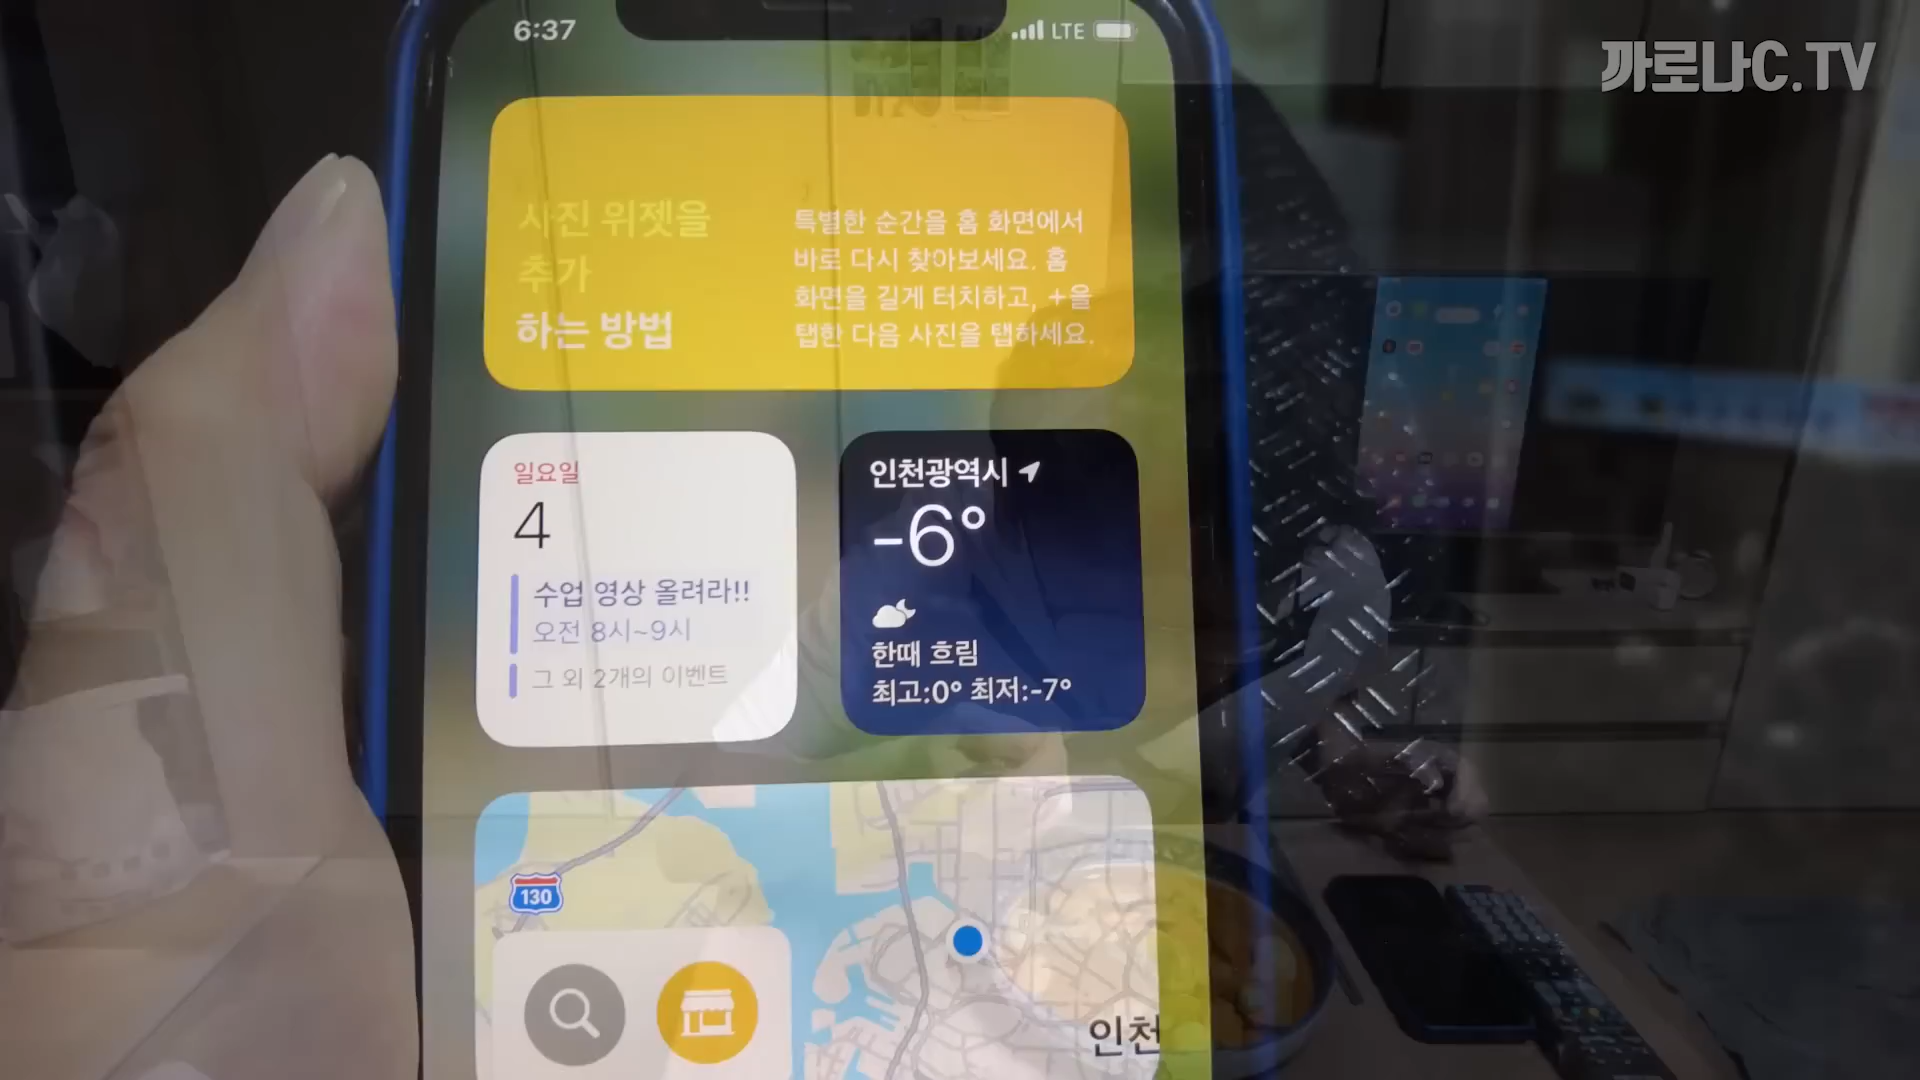 6:37
LTE
까로나C.TV
사진 위젯을
추가
하는 방법
특별한 순간을 홈 화면에서
바로 다시 찾아보세요. 홈
화면을 길게 터치하고, +을
탭한 다음 사진을 탭하세요.
일요일
4
수업 영상 올려라!!
오전 8시~9시
그 외 2개의 이벤트
인천광역시
-6°
한때 흐림
최고:0° 최저:-7°
130
인천